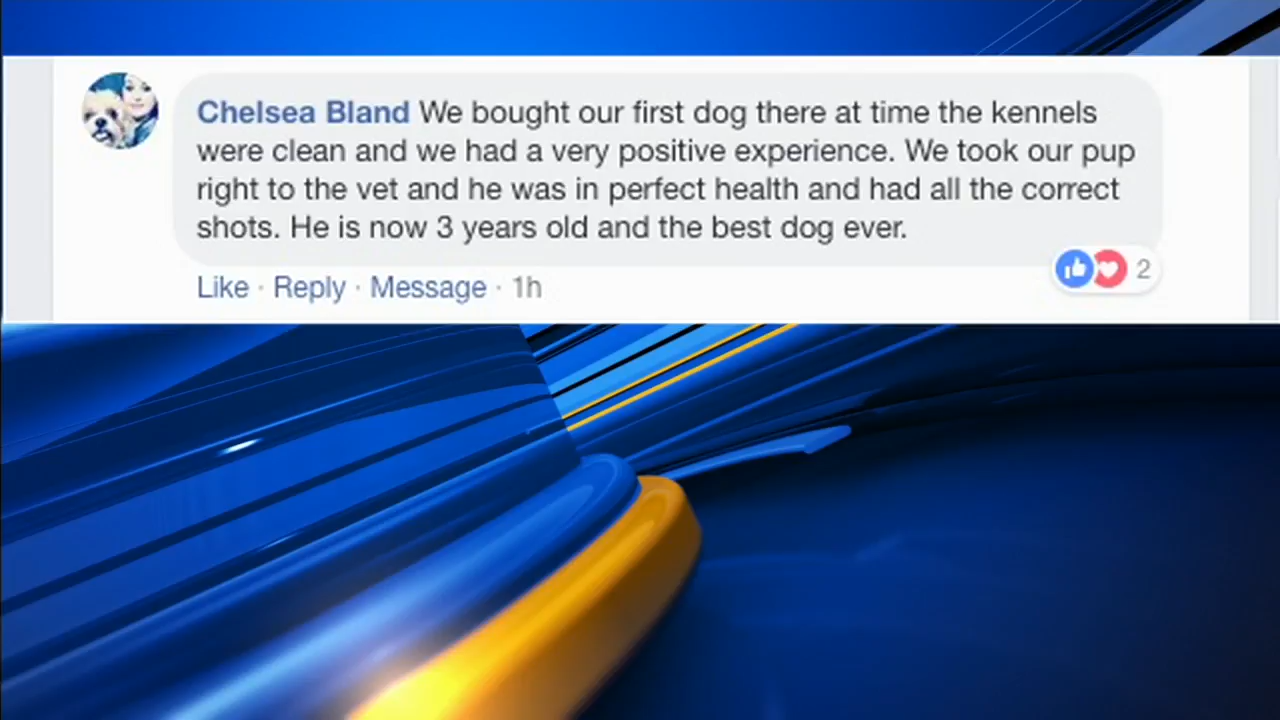 Chelsea Bland We bought our first dog there at time the kennels
were clean and we had a very positive experience. We took our pup
right to the vet and he was in perfect health and had all the correct
shots. He is now 3 years old and the best dog ever.
2
Like · Reply · Message · 1h